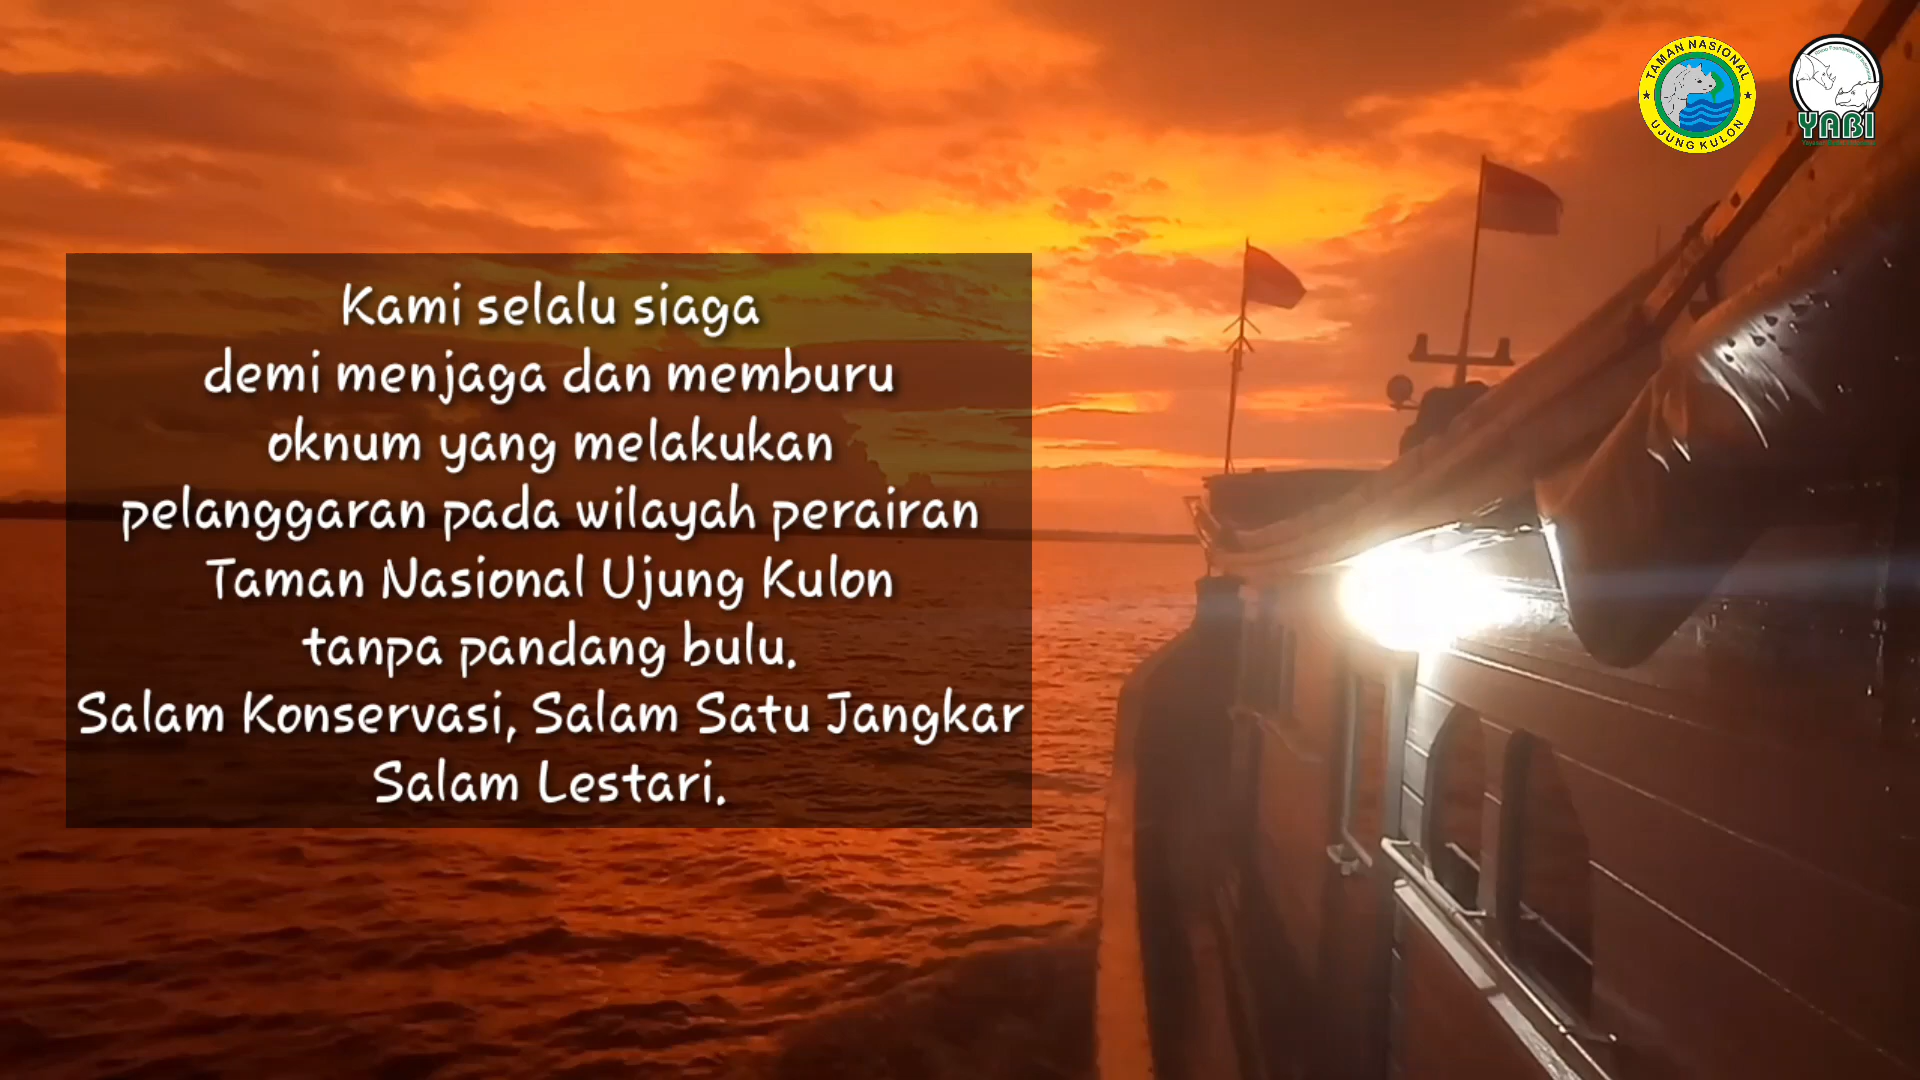 TAMAN NASIONAL
UJUNG KULON
YABI
Kami selalu siaga
demi menjaga dan memburu
oknum yang melakukan
pelanggaran pada wilayah perairan
Taman Nasional Ujung Kulon
tanpa pandang bulu.
Salam Konservasi, Salam Satu Jangkar
Salam Lestari.